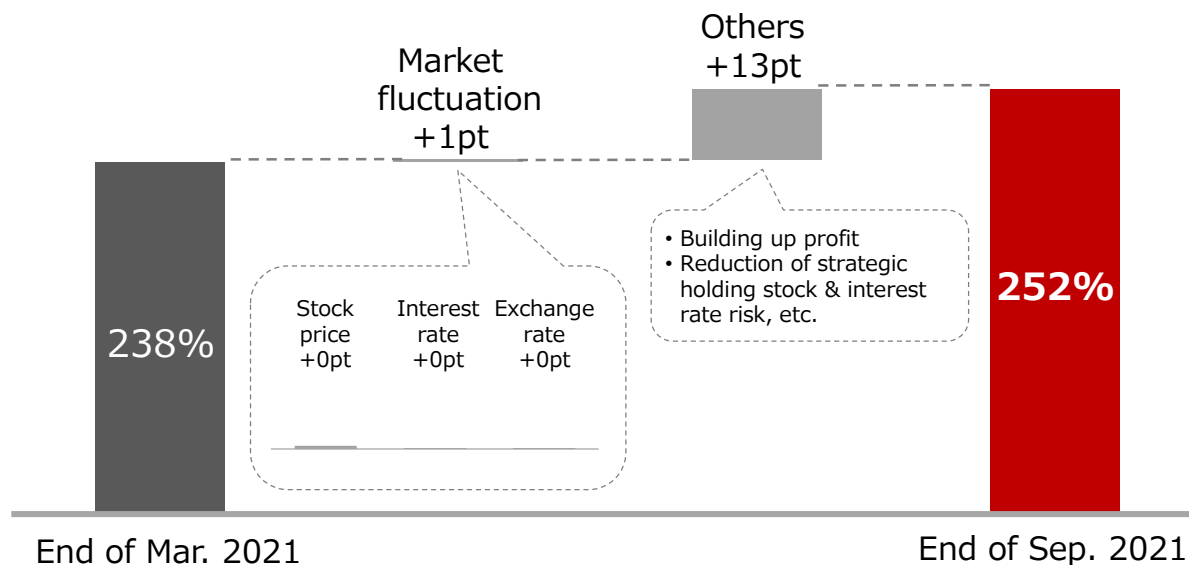 Others
+13pt
Market
fluctuation
+1pt
• Building up profit
• Reduction of strategic
holding stock & interest
rate risk, etc.
Stock
price
+0pt
Interest
rate
+0pt
Exchange
rate
+0pt
238%
252%
End of Mar. 2021
End of Sep. 2021